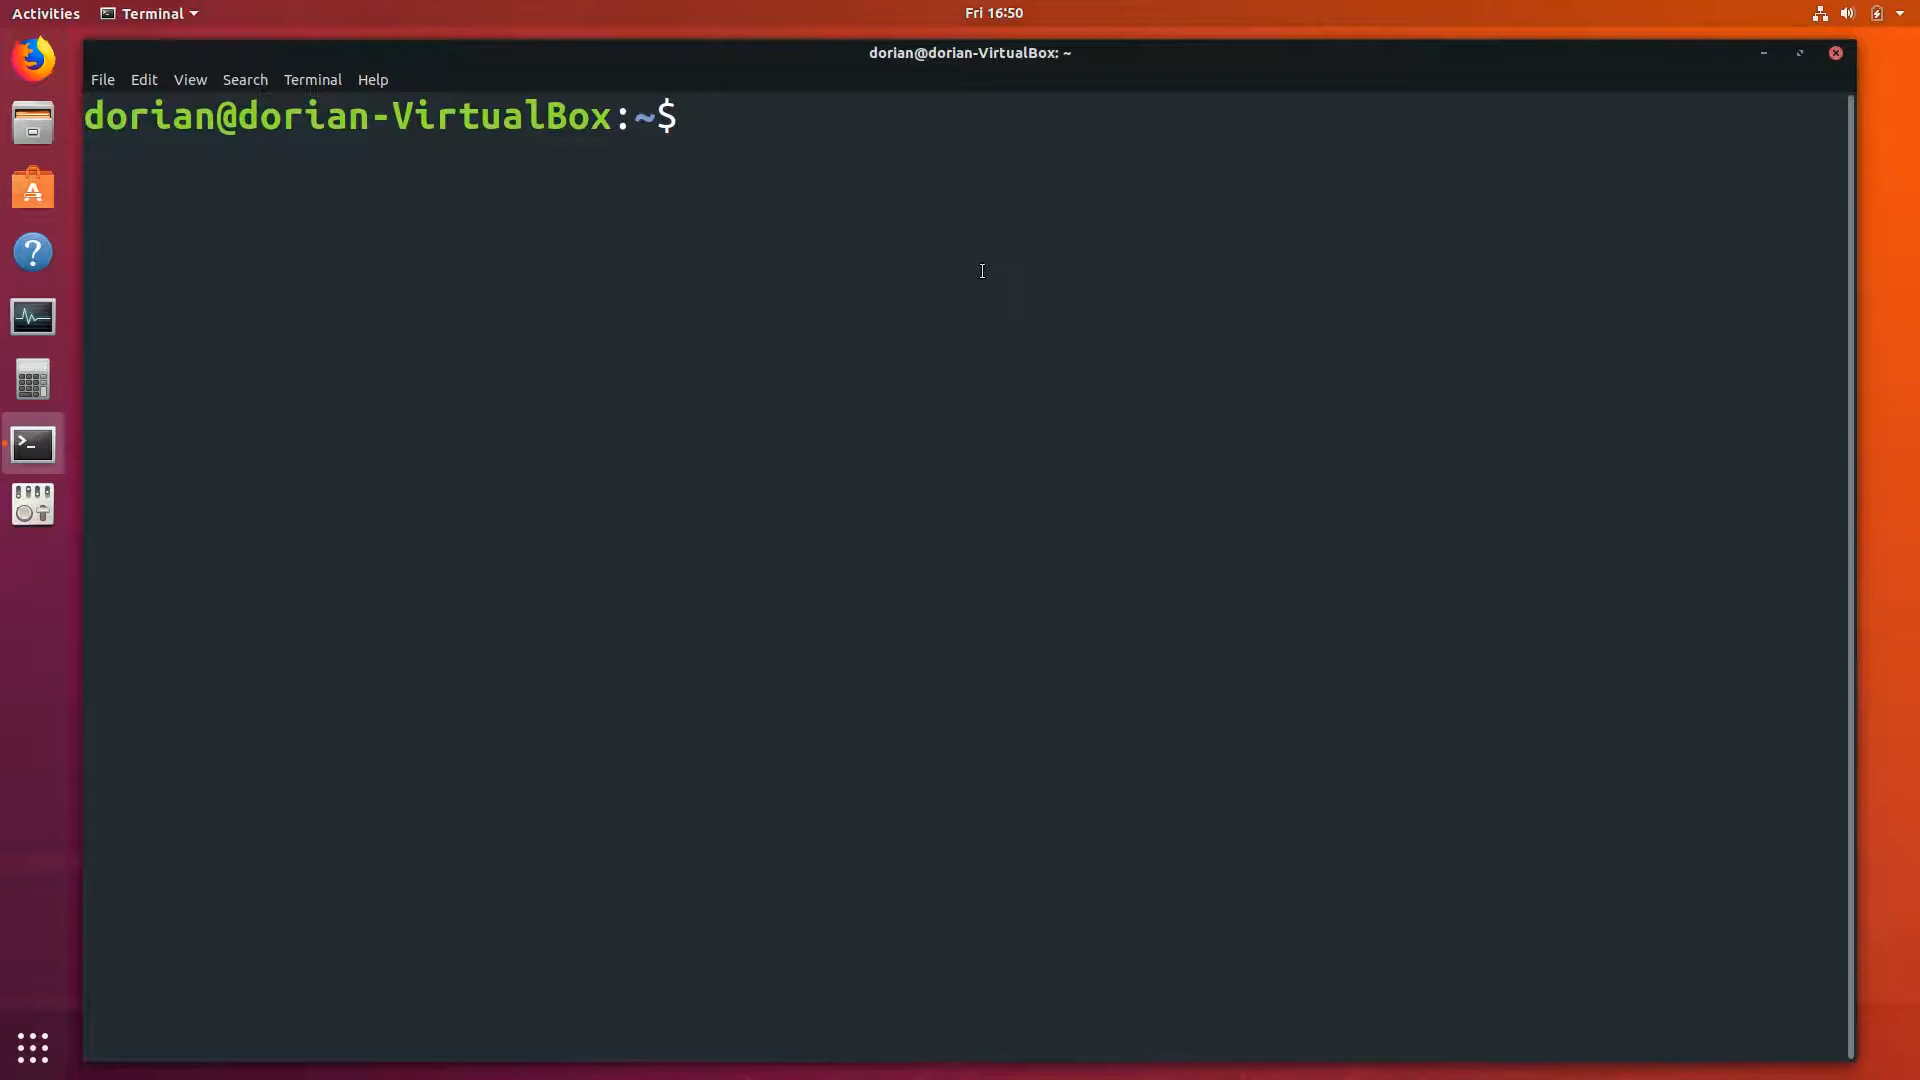 Activities Terminal Fri 16:50
dorian@dorian-VirtualBox: ~
File Edit View Search Terminal Help
dorian@dorian-VirtualBox:~$